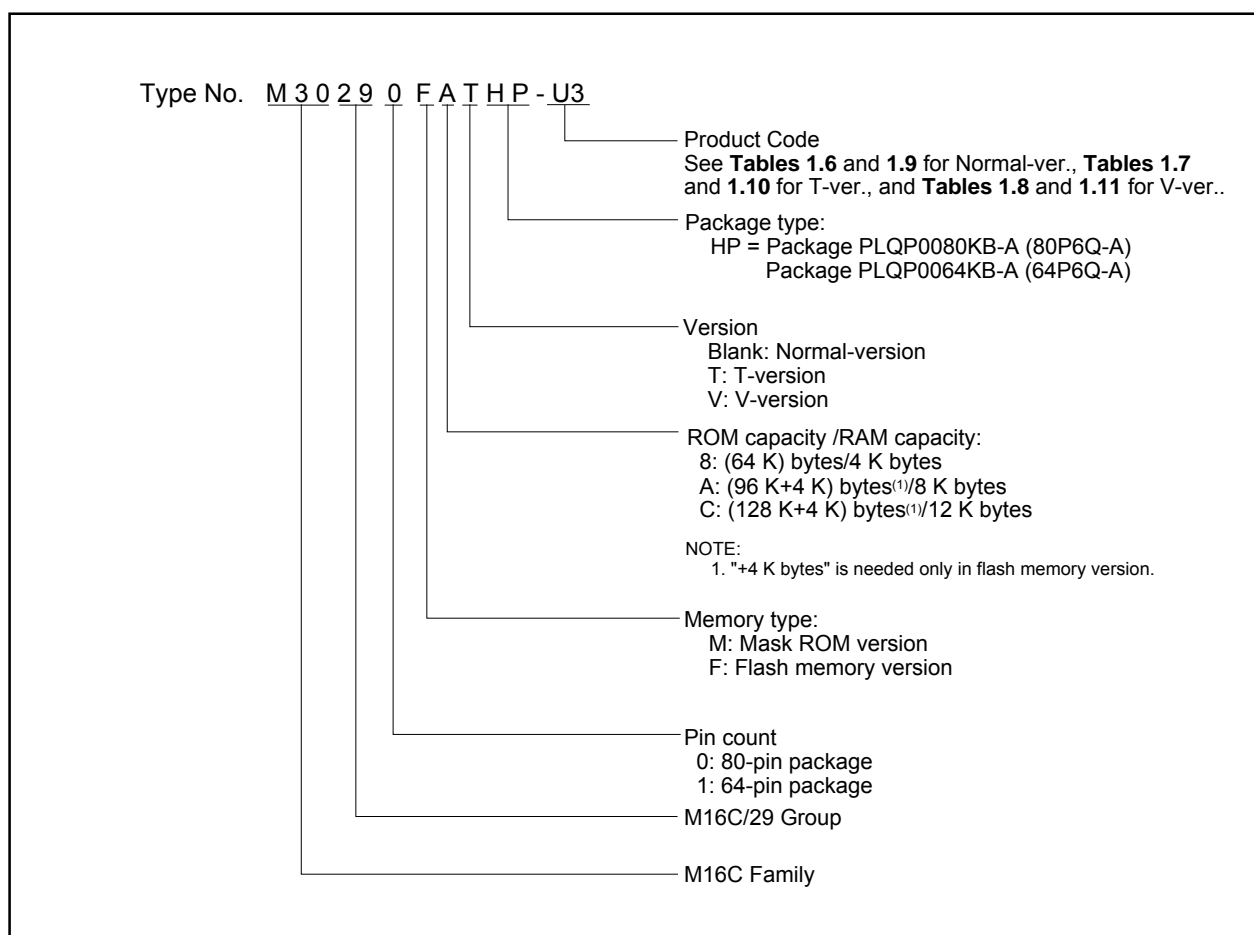 Type No. M 3 0 2 9 0 F A T H P - U3
Product Code
See Tables 1.6 and 1.9 for Normal-ver., Tables 1.7
and 1.10 for T-ver., and Tables 1.8 and 1.11 for V-ver..
Package type:
HP = Package PLQP0080KB-A (80P6Q-A)
Package PLQP0064KB-A (64P6Q-A)
Version
Blank: Normal-version
T: T-version
V: V-version
ROM capacity /RAM capacity:
8: (64 K) bytes/4 K bytes
A: (96 K+4 K) bytes(1)/8 K bytes
C: (128 K+4 K) bytes(1)/12 K bytes
NOTE:
1. "+4 K bytes" is needed only in flash memory version.
Memory type:
M: Mask ROM version
F: Flash memory version
Pin count
0: 80-pin package
1: 64-pin package
M16C/29 Group
M16C Family